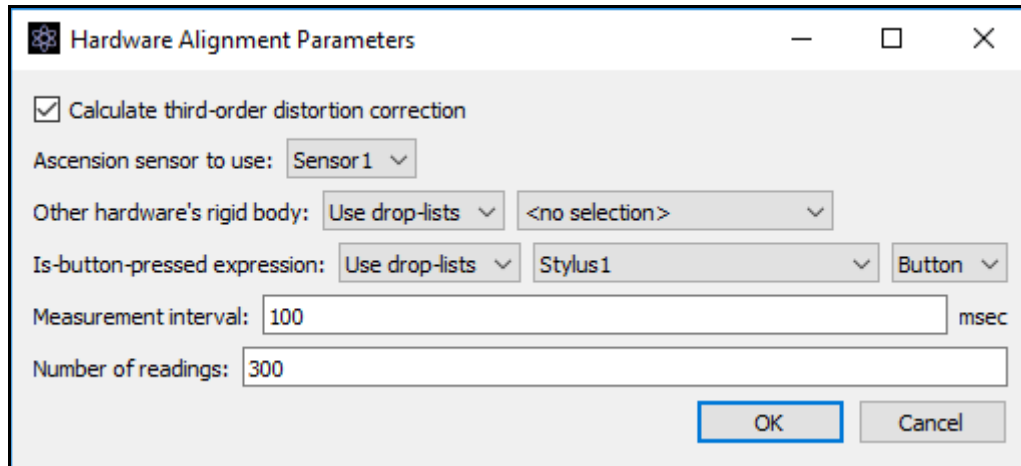 Hardware Alignment Parameters
Calculate third-order distortion correction
Ascension sensor to use: Sensor1
Other hardware's rigid body: Use drop-lists <no selection>
Is-button-pressed expression: Use drop-lists Stylus1 Button
Measurement interval: 100 msec
Number of readings: 300
OK Cancel